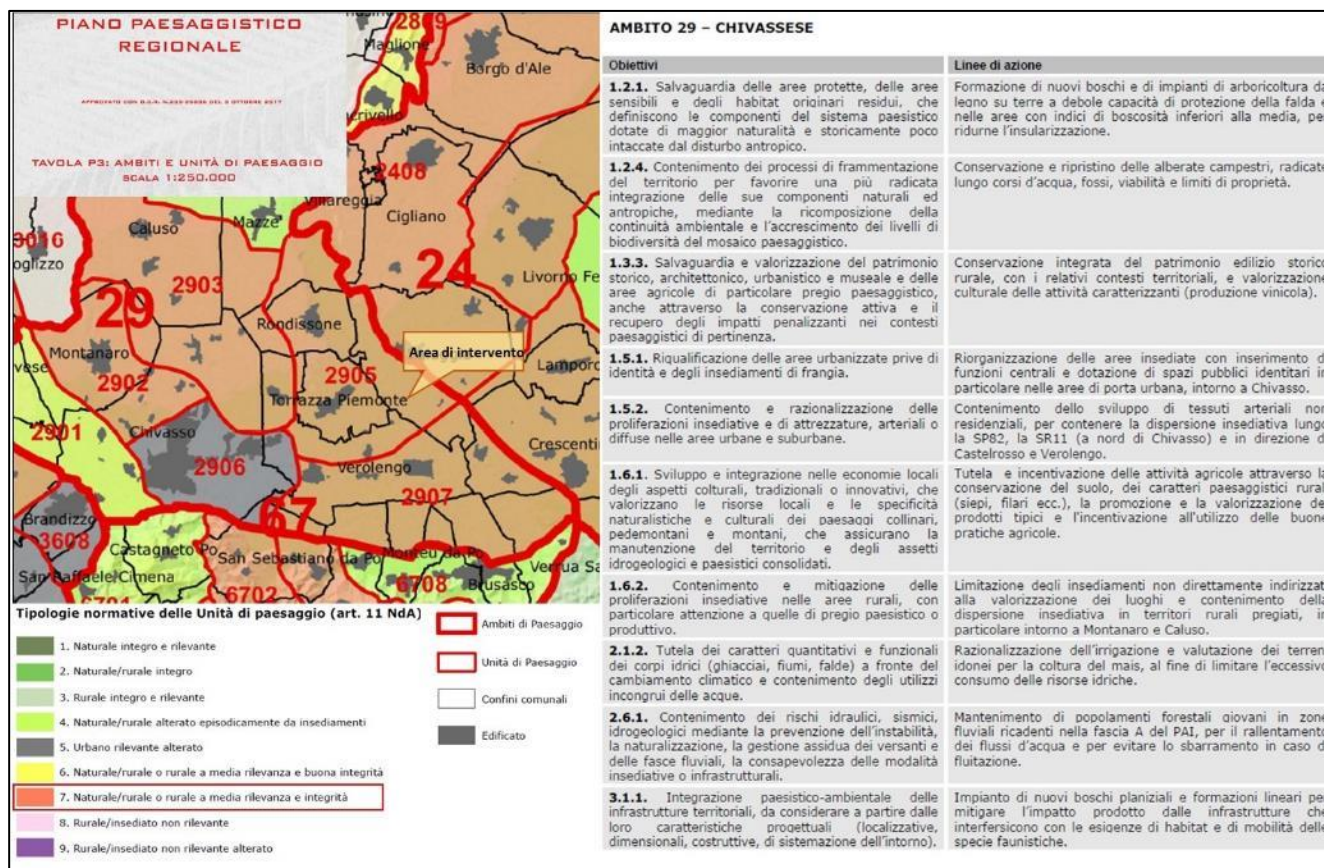 PIANO PAESAGGISTICO
REGIONALE
TAVOLA P3: AMBITI E UNITÀ DI PAESAGGIO
SCALA 1:250.000
2809
Maglione
Borgo d'Ale
2408
Villareggia
Cigliano
Mazzè
Caluso
3016
24
2903
29
Livorno Fe
Rondissone
Montanaro
Area di intervento
2905
Lamporo
2902
Torrazza Piemonte
2901
Chivasso
2906
Crescentin
Verolengo
2907
67
Brandizzo
3608
Castagneto Po
San Sebastiano da Po
Monteu da Po
Verrua Sa
San Raffaele Cimena
6708
Brusasco
6702
6701
Tipologie normative delle Unità di paesaggio (art. 11 NdA)
1. Naturale integro e rilevante
2. Naturale/rurale integro
3. Rurale integro e rilevante
4. Naturale/rurale alterato episodicamente da insediamenti
5. Urbano rilevante alterato
6. Naturale/rurale o rurale a media rilevanza e buona integrità
7. Naturale/rurale o rurale a media rilevanza e integrità
8. Rurale/insediato non rilevante
9. Rurale/insediato non rilevante alterato
Ambiti di Paesaggio
Unità di Paesaggio
Confini comunali
Edificato
AMBITO 29 – CHIVASSESE
Obiettivi
Linee di azione
1.2.1. Salvaguardia delle aree protette, delle aree
sensibili e degli habitat originari residui, che
definiscono le componenti del sistema paesistico
dotate di maggior naturalità e storicamente poco
intaccate dal disturbo antropico.
Formazione di nuovi boschi e di impianti di arboricoltura da
legno su terre a debole capacità di protezione della falda e
nelle aree con indici di boscosità inferiori alla media, per
ridurne l'insularizzazione.
1.2.4. Contenimento dei processi di frammentazione
del territorio per favorire una più radicata
integrazione delle sue componenti naturali ed
antropiche, mediante la ricomposizione della
continuità ambientale e l'accrescimento dei livelli di
biodiversità del mosaico paesaggistico.
Conservazione e ripristino delle alberate campestri, radicate
lungo corsi d'acqua, fossi, viabilità e limiti di proprietà.
1.3.3. Salvaguardia e valorizzazione del patrimonio
storico, architettonico, urbanistico e museale e delle
aree agricole di particolare pregio paesaggistico,
anche attraverso la conservazione attiva e il
recupero degli impatti penalizzanti nei contesti
paesaggistici di pertinenza.
Conservazione integrata del patrimonio edilizio storico
rurale, con i relativi contesti territoriali, e valorizzazione
culturale delle attività caratterizzanti (produzione vinicola).
1.5.1. Riqualificazione delle aree urbanizzate prive di
identità e degli insediamenti di frangia.
Riorganizzazione delle aree insediate con inserimento d
funzioni centrali e dotazione di spazi pubblici identitari in
particolare nelle aree di porta urbana, intorno a Chivasso.
1.5.2. Contenimento e razionalizzazione delle
proliferazioni insediative e di attrezzature, arteriali o
diffuse nelle aree urbane e suburbane.
Contenimento dello sviluppo di tessuti arteriali non
residenziali, per contenere la dispersione insediativa lungo
la SP82, la SR11 (a nord di Chivasso) e in direzione d
Castelrosso e Verolengo.
1.6.1. Sviluppo e integrazione nelle economie locali
degli aspetti colturali, tradizionali o innovativi, che
valorizzano le risorse locali e le specificità
naturalistiche e culturali dei paesaggi collinari,
pedemontani e montani, che assicurano la
manutenzione del territorio e degli assetti
idrogeologici e paesistici consolidati.
Tutela e incentivazione delle attività agricole attraverso la
conservazione del suolo, dei caratteri paesaggistici rural
(siepi, filari ecc.), la promozione e la valorizzazione de
prodotti tipici e l'incentivazione all'utilizzo delle buone
pratiche agricole.
1.6.2. Contenimento e mitigazione delle
proliferazioni insediative nelle aree rurali, con
particolare attenzione a quelle di pregio paesistico o
produttivo.
Limitazione degli insediamenti non direttamente indirizzat
alla valorizzazione dei luoghi e contenimento della
dispersione insediativa in territori rurali pregiati, in
particolare intorno a Montanaro e Caluso.
2.1.2. Tutela dei caratteri quantitativi e funzionali
dei corpi idrici (ghiacciai, fiumi, falde) a fronte del
cambiamento climatico e contenimento degli utilizzi
incongrui delle acque.
Razionalizzazione dell'irrigazione e valutazione dei terren
idonei per la coltura del mais, al fine di limitare l'eccessivo
consumo delle risorse idriche.
2.6.1. Contenimento dei rischi idraulici, sismici,
idrogeologici mediante la prevenzione dell'instabilità,
la naturalizzazione, la gestione assidua dei versanti e
delle fasce fluviali, la consapevolezza delle modalità
insediative o infrastrutturali.
Mantenimento di popolamenti forestali giovani in zone
fluviali ricadenti nella fascia A del PAI, per il rallentamento
dei flussi d'acqua e per evitare lo sbarramento in caso d
fluitazione.
3.1.1. Integrazione paesistico-ambientale delle
infrastrutture territoriali, da considerare a partire dalle
loro caratteristiche progettuali (localizzative,
dimensionali, costruttive, di sistemazione dell'intorno).
Impianto di nuovi boschi planiziali e formazioni lineari per
mitigare l'impatto prodotto dalle infrastrutture che
interferiscono con le esigenze di habitat e di mobilità delle
specie faunistiche.